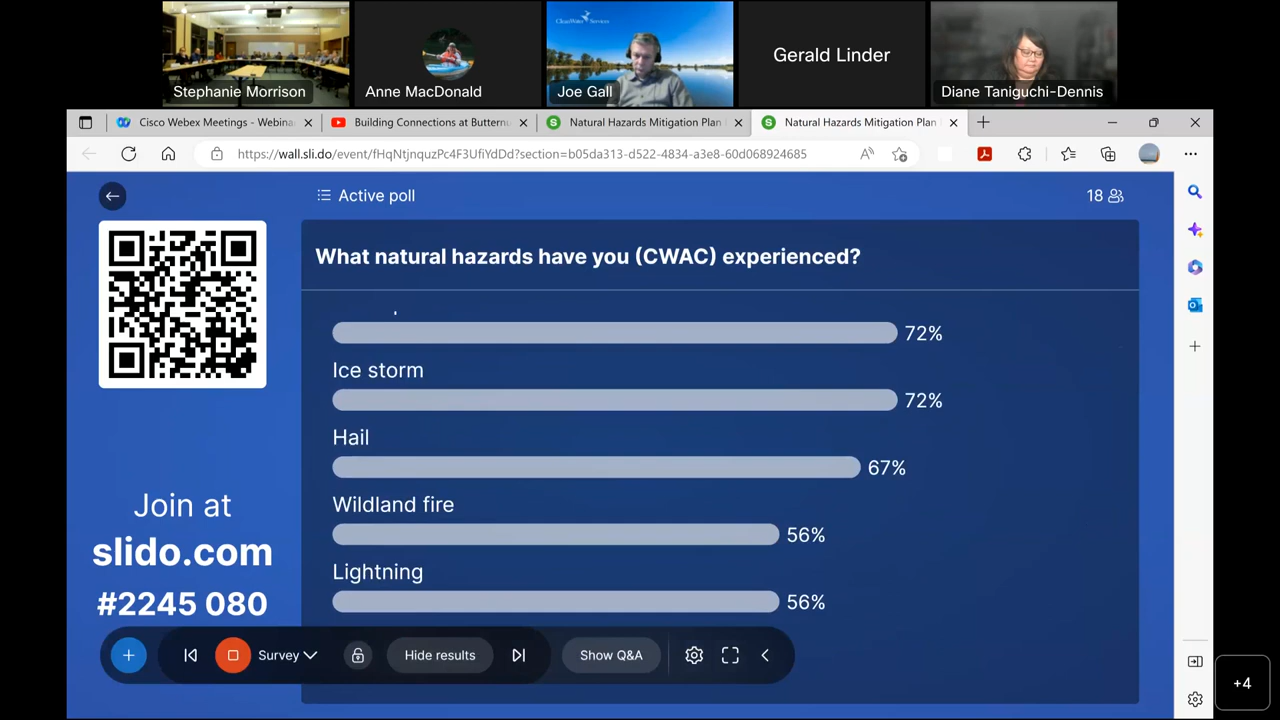 CleanWater Services
Gerald Linder
Stephanie Morrison
Anne MacDonald
Joe Gall
Diane Taniguchi-Dennis
Cisco Webex Meetings - Webina
Building Connections at Buttern
Natural Hazards Mitigation Plan
Natural Hazards Mitigation Plan
https://wall.sli.do/event/fHqNtjnquzPc4F3UfiYdDd?section=b05da313-d522-4834-a3e8-60d068924685
Active poll
18
What natural hazards have you (CWAC) experienced?
72%
Ice storm
72%
Hail
67%
Wildland fire
56%
Lightning
56%
Join at
slido.com
#2245 080
Survey
Hide results
Show Q&A
+4